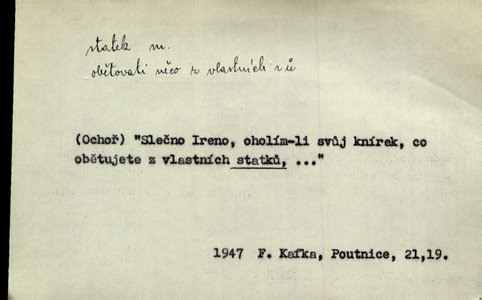 statek m.
obětovati něco z vlastních s ů
(Ochoř) "Slečno Ireno, oholím-li svůj knírek, co
obětujete z vlastních statků, ..."
1947 F. Kafka, Poutnice, 21,19.